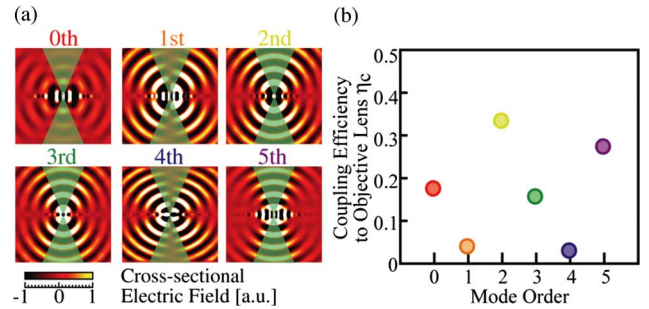 (a)
0th 1st 2nd
3rd 4th 5th
-1 0 1
Cross-sectional
Electric Field [a.u.]
(b)
Coupling Efficiency
to Objective Lens ηc
0.5
0.4
0.3
0.2
0.1
0
0 1 2 3 4 5
Mode Order